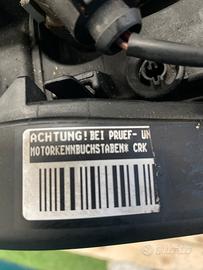 ACHTUNG! BEI PRUEF- UN
MOTORKENNBUCHSTABEN* CRK